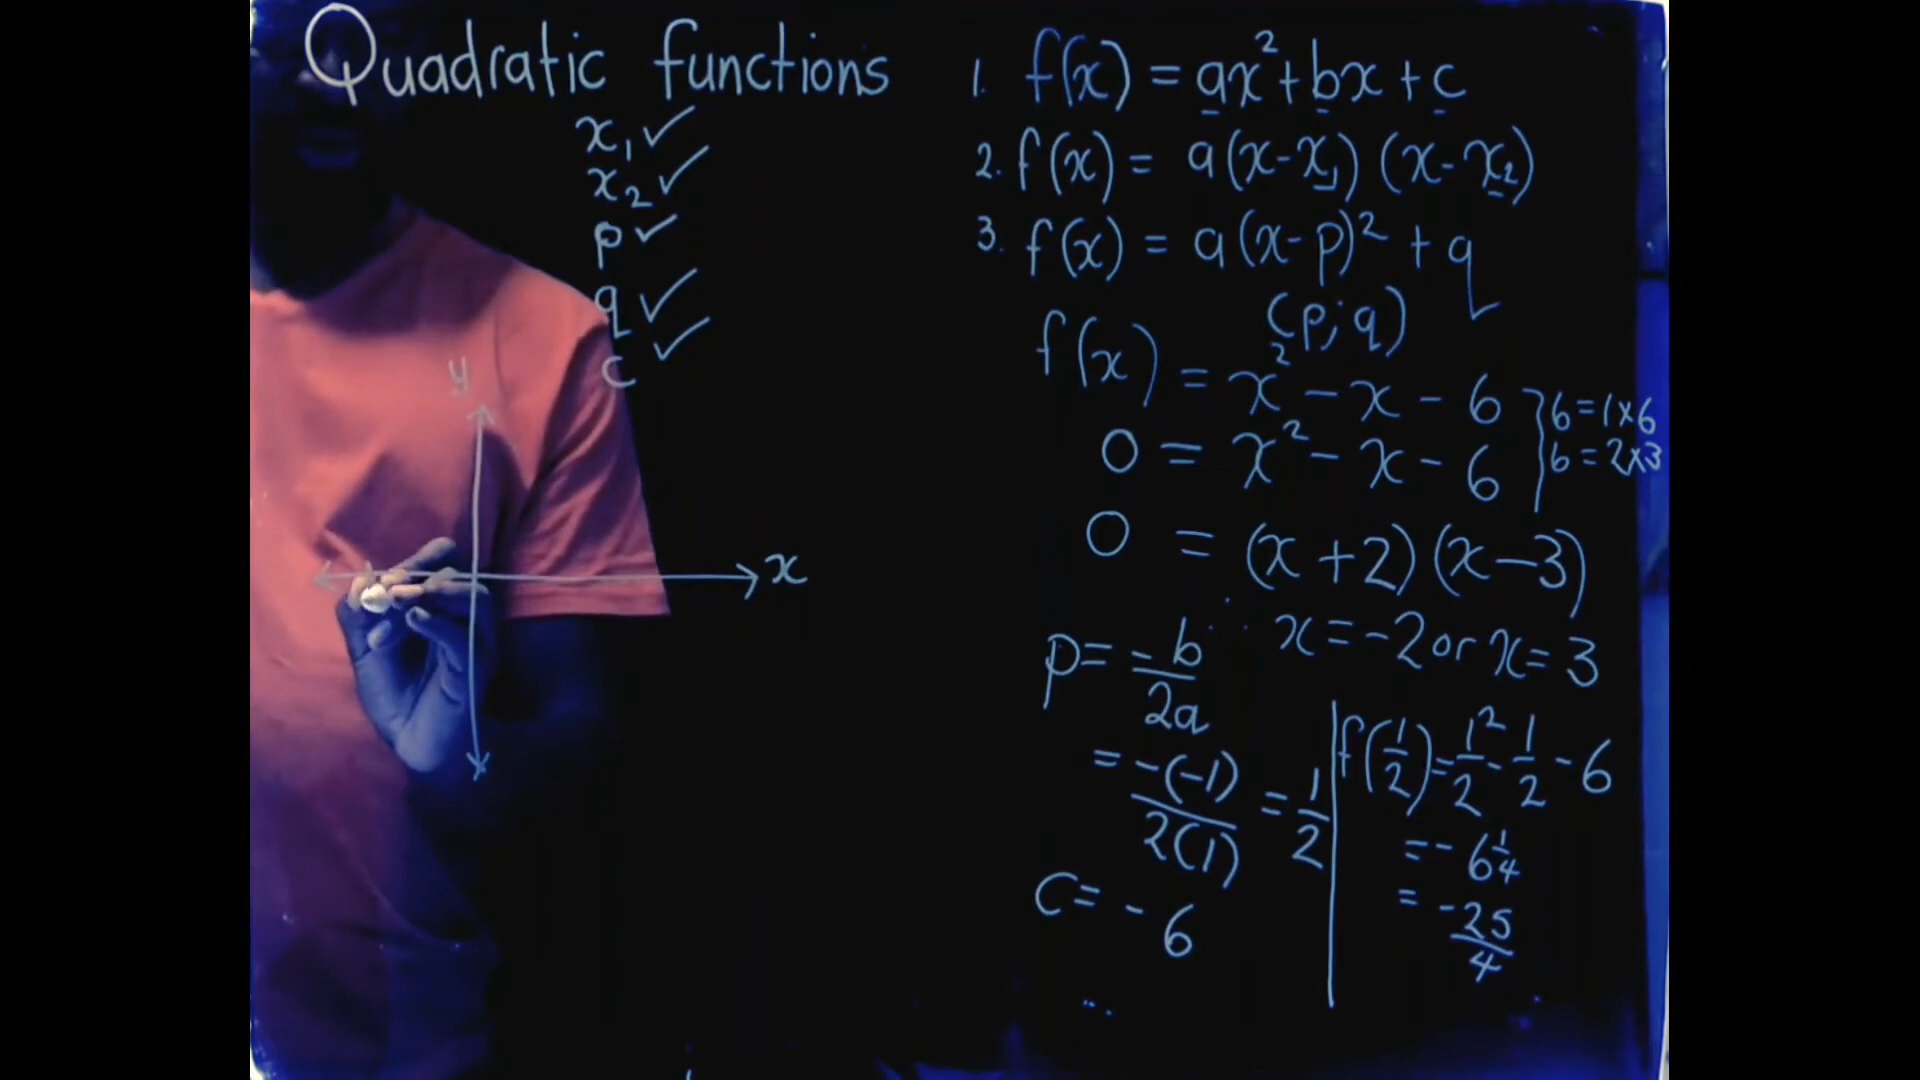 Quadratic functions
x₁ ✓
x₂ ✓
p ✓
q ✓
c ✓
y
x
1. f(x) = ax²+bx+c
2. f(x) = a(x-x₁)(x-x₂)
3. f(x) = a(x-p)² + q
(p;q)
f(x) = x² - x - 6
0 = x² - x - 6
6 = 1×6
6 = 2×3
0 = (x+2)(x-3)
x = -2 or x = 3
p = -b/2a
= -(-1)/2(1) = 1/2
c = -6
f(1/2) = 1²/2 - 1/2 - 6
= -6 1/4
= -25/4